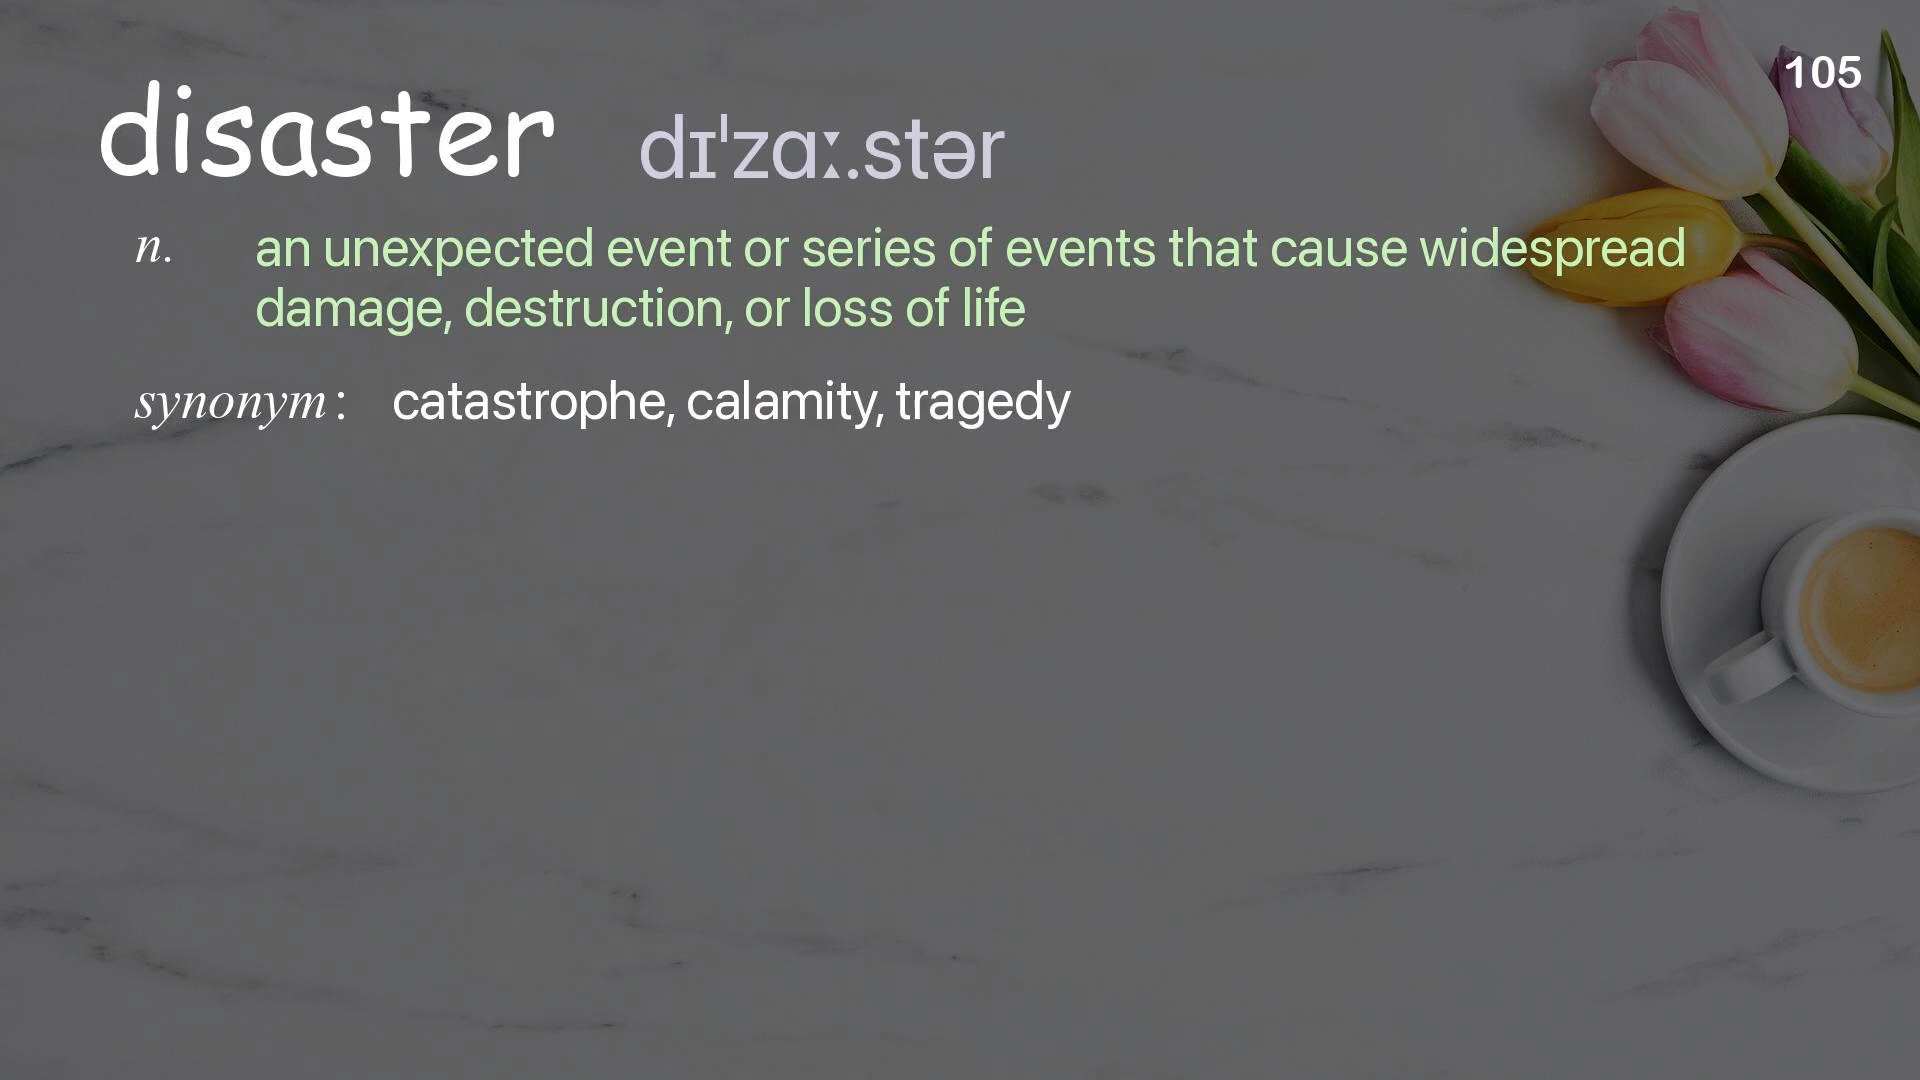 105
disaster dɪˈzɑː.stər
n. an unexpected event or series of events that cause widespread
damage, destruction, or loss of life
synonym : catastrophe, calamity, tragedy